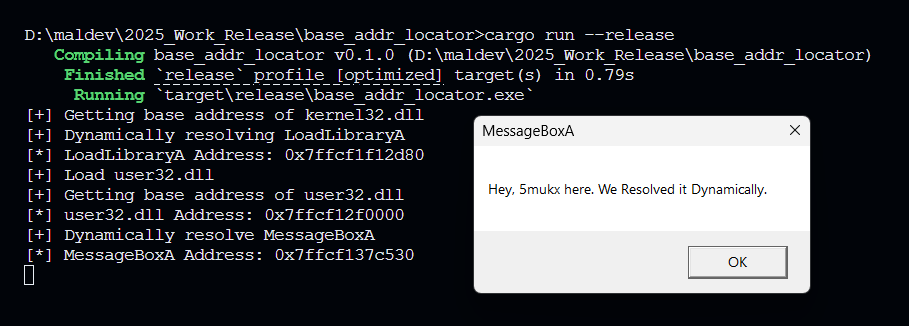 D:\maldev\2025_Work_Release\base_addr_locator>cargo run --release
Compiling base_addr_locator v0.1.0 (D:\maldev\2025_Work_Release\base_addr_locator)
Finished `release` profile [optimized] target(s) in 0.79s
Running `target\release\base_addr_locator.exe`
[+] Getting base address of kernel32.dll
[+] Dynamically resolving LoadLibraryA
[*] LoadLibraryA Address: 0x7ffcf1f12d80
[+] Load user32.dll
[+] Getting base address of user32.dll
[*] user32.dll Address: 0x7ffcf12f0000
[+] Dynamically resolve MessageBoxA
[*] MessageBoxA Address: 0x7ffcf137c530
MessageBoxA
Hey, 5mukx here. We Resolved it Dynamically.
OK